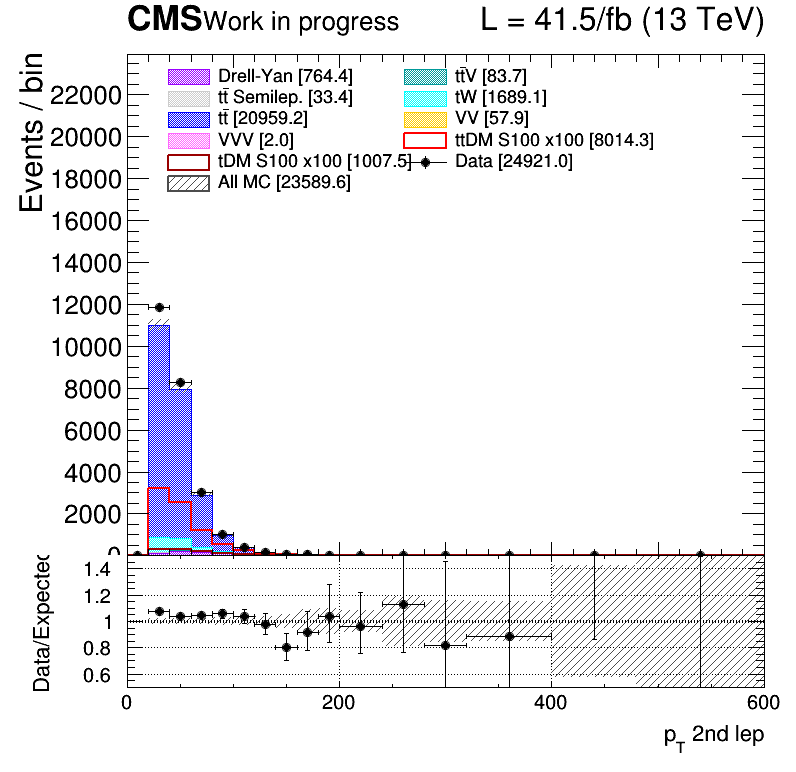 CMS Work in progress L = 41.5/fb (13 TeV)
Events / bin
Drell-Yan [764.4] tt̄V [83.7]
tt̄ Semilep. [33.4] tW [1689.1]
tt̄ [20959.2] VV [57.9]
VVV [2.0] ttDM S100 x100 [8014.3]
tDM S100 x100 [1007.5] Data [24921.0]
All MC [23589.6]
22000
20000
18000
16000
14000
12000
10000
8000
6000
4000
2000
0
Data/Expected
1.4
1.2
1
0.8
0.6
0 200 400 600
p_T 2nd lep